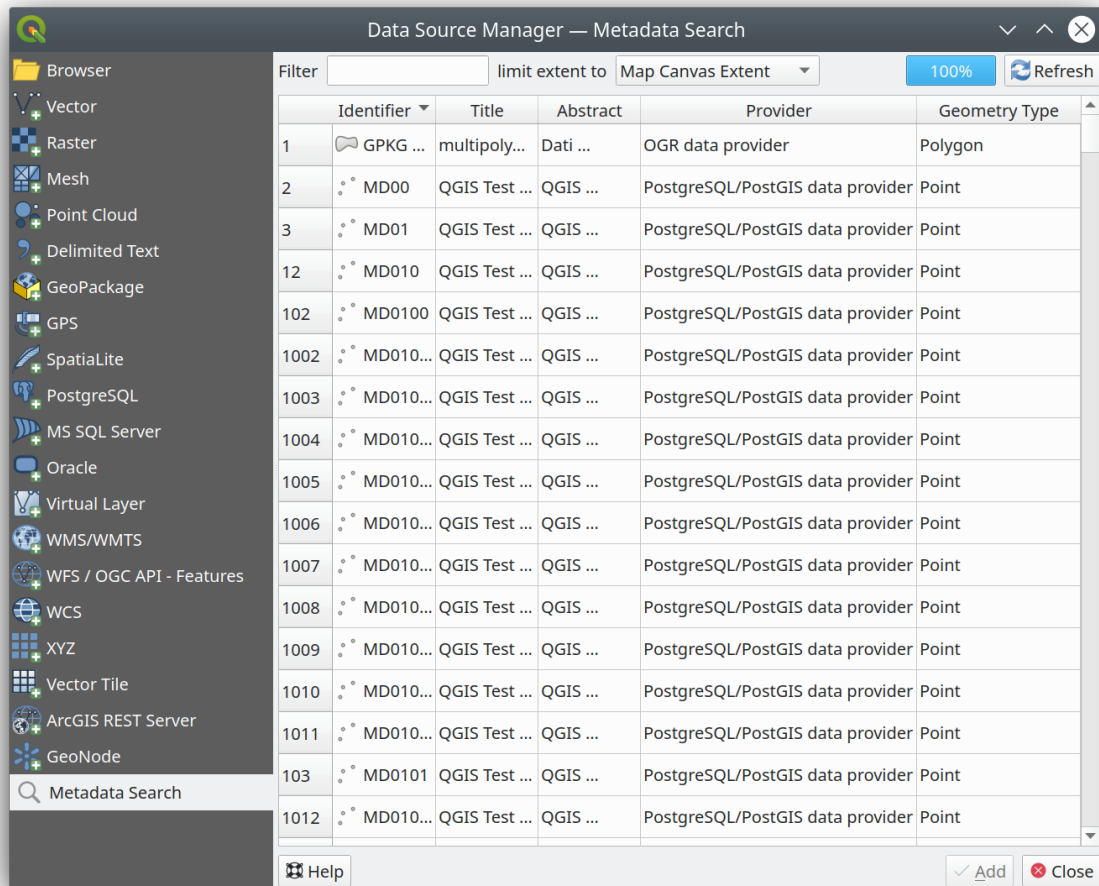 Data Source Manager — Metadata Search
Browser
Vector
Raster
Mesh
Point Cloud
Delimited Text
GeoPackage
GPS
SpatiaLite
PostgreSQL
MS SQL Server
Oracle
Virtual Layer
WMS/WMTS
WFS / OGC API - Features
WCS
XYZ
Vector Tile
ArcGIS REST Server
GeoNode
Metadata Search
Filter limit extent to Map Canvas Extent 100% Refresh
Identifier Title Abstract Provider Geometry Type
1 GPKG ... multipoly... Dati ... OGR data provider Polygon
2 MD00 QGIS Test ... QGIS ... PostgreSQL/PostGIS data provider Point
3 MD01 QGIS Test ... QGIS ... PostgreSQL/PostGIS data provider Point
12 MD010 QGIS Test ... QGIS ... PostgreSQL/PostGIS data provider Point
102 MD0100 QGIS Test ... QGIS ... PostgreSQL/PostGIS data provider Point
1002 MD010... QGIS Test ... QGIS ... PostgreSQL/PostGIS data provider Point
1003 MD010... QGIS Test ... QGIS ... PostgreSQL/PostGIS data provider Point
1004 MD010... QGIS Test ... QGIS ... PostgreSQL/PostGIS data provider Point
1005 MD010... QGIS Test ... QGIS ... PostgreSQL/PostGIS data provider Point
1006 MD010... QGIS Test ... QGIS ... PostgreSQL/PostGIS data provider Point
1007 MD010... QGIS Test ... QGIS ... PostgreSQL/PostGIS data provider Point
1008 MD010... QGIS Test ... QGIS ... PostgreSQL/PostGIS data provider Point
1009 MD010... QGIS Test ... QGIS ... PostgreSQL/PostGIS data provider Point
1010 MD010... QGIS Test ... QGIS ... PostgreSQL/PostGIS data provider Point
1011 MD010... QGIS Test ... QGIS ... PostgreSQL/PostGIS data provider Point
103 MD0101 QGIS Test ... QGIS ... PostgreSQL/PostGIS data provider Point
1012 MD010... QGIS Test ... QGIS ... PostgreSQL/PostGIS data provider Point
Help Add Close